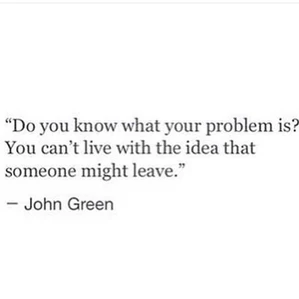 “Do you know what your problem is?
You can’t live with the idea that
someone might leave.”
— John Green